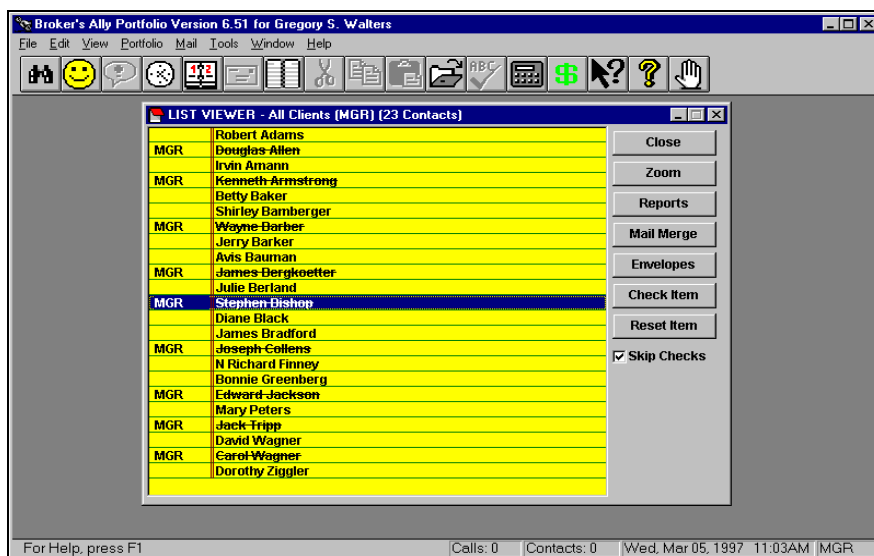 Broker's Ally Portfolio Version 6.51 for Gregory S. Walters
File Edit View Portfolio Mail Tools Window Help
ABC
LIST VIEWER - All Clients (MGR) (23 Contacts)
Robert Adams
MGR Douglas Allen
Irvin Amann
MGR Kenneth Armstrong
Betty Baker
Shirley Bamberger
MGR Wayne Barber
Jerry Barker
Avis Bauman
MGR James Bergkoetter
Julie Berland
MGR Stephen Bishop
Diane Black
James Bradford
MGR Joseph Collens
N Richard Finney
Bonnie Greenberg
MGR Edward Jackson
Mary Peters
MGR Jack Tripp
David Wagner
MGR Carol Wagner
Dorothy Ziggler
Close
Zoom
Reports
Mail Merge
Envelopes
Check Item
Reset Item
Skip Checks
For Help, press F1 Calls: 0 Contacts: 0 Wed, Mar 05, 1997 11:03AM MGR